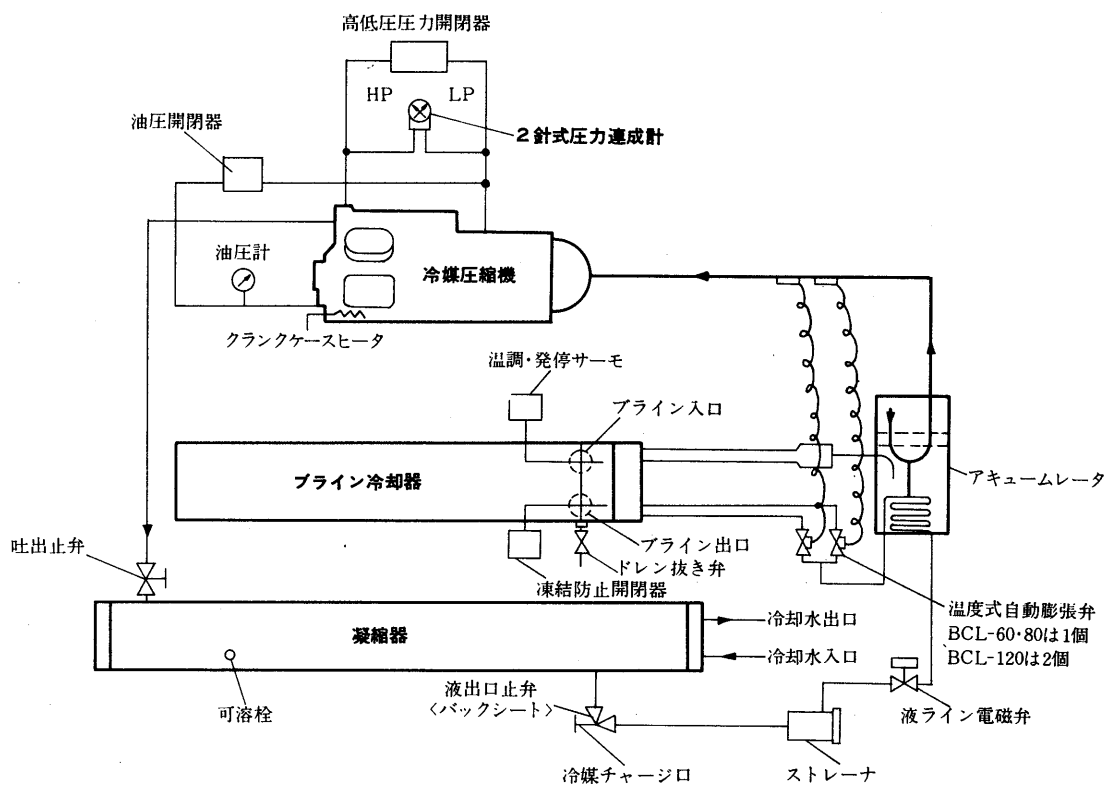 高低圧圧力開閉器
HP
LP
2針式圧力連成計
油圧開閉器
油圧計
冷媒圧縮機
クランクケースヒータ
温調・発停サーモ
ブライン入口
ブライン冷却器
アキュームレータ
ブライン出口
ドレン抜き弁
凍結防止開閉器
吐出止弁
温度式自動膨張弁
BCL-60・80は1個
BCL-120は2個
凝縮器
冷却水出口
冷却水入口
可溶栓
液出口止弁
〈バックシート〉
液ライン電磁弁
冷媒チャージ口
ストレーナ